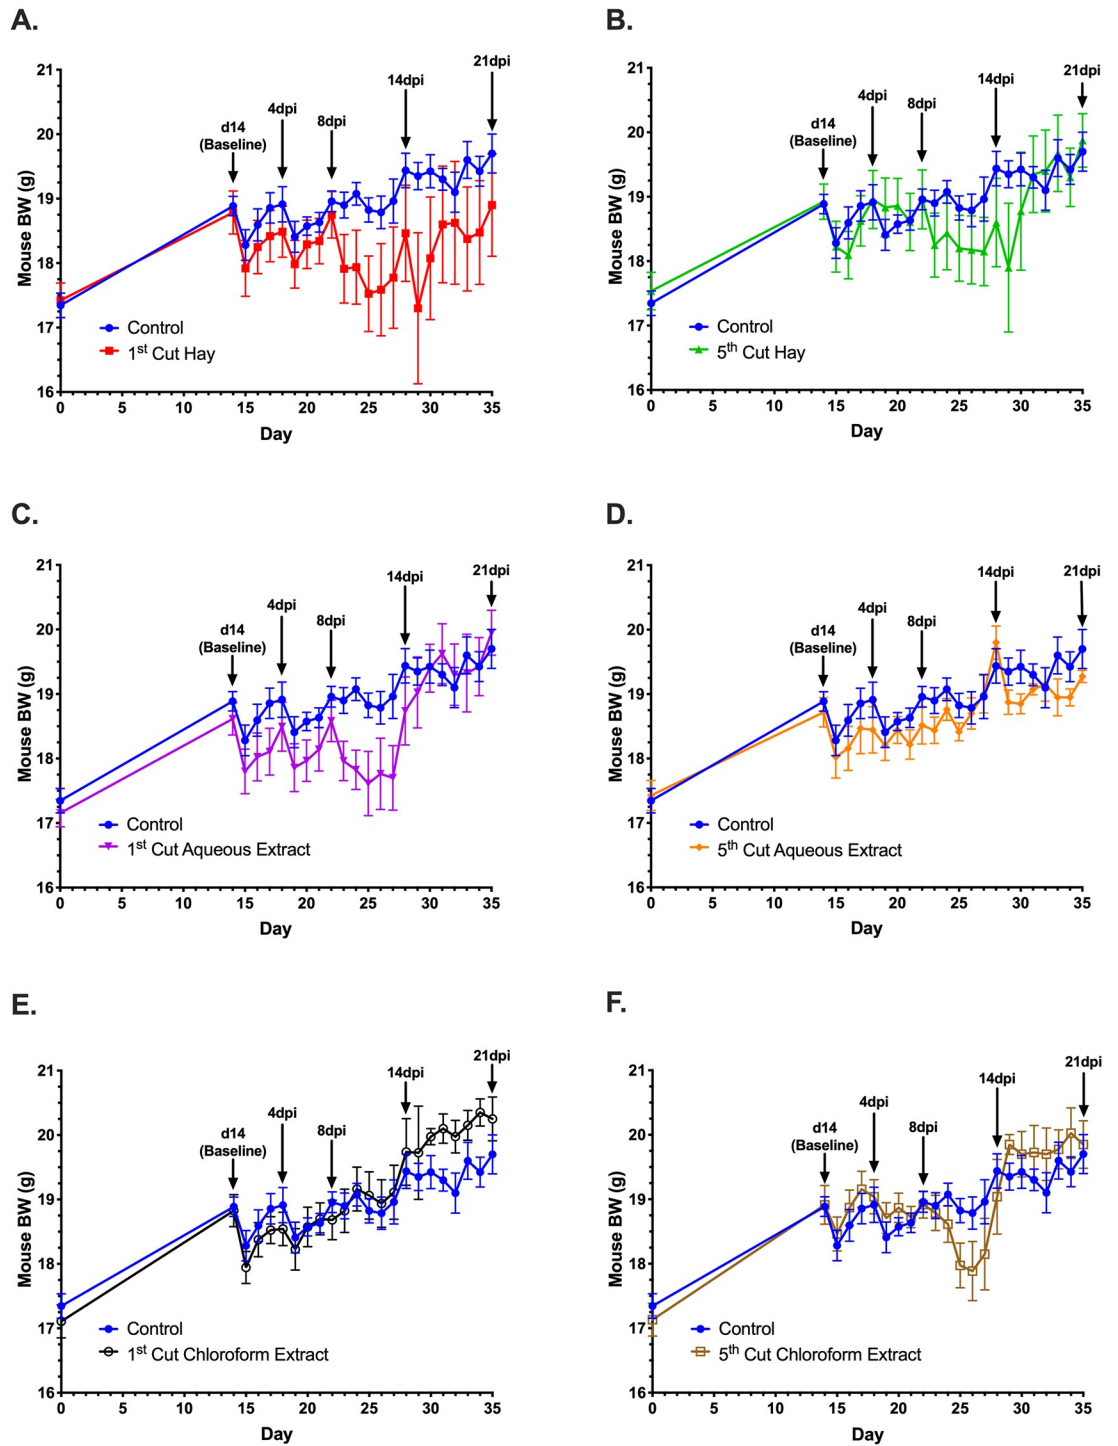 A.
21dpi
14dpi
4dpi
8dpi
d14
(Baseline)
21
20
19
18
17
16
Mouse BW (g)
Control
1st Cut Hay
0 5 10 15 20 25 30 35
Day
B.
21dpi
14dpi
4dpi
8dpi
d14
(Baseline)
21
20
19
18
17
16
Mouse BW (g)
Control
5th Cut Hay
0 5 10 15 20 25 30 35
Day
C.
21dpi
14dpi
4dpi
8dpi
d14
(Baseline)
21
20
19
18
17
16
Mouse BW (g)
Control
1st Cut Aqueous Extract
0 5 10 15 20 25 30 35
Day
D.
14dpi
21dpi
4dpi
8dpi
d14
(Baseline)
21
20
19
18
17
16
Mouse BW (g)
Control
5th Cut Aqueous Extract
0 5 10 15 20 25 30 35
Day
E.
21dpi
14dpi
4dpi
8dpi
d14
(Baseline)
21
20
19
18
17
16
Mouse BW (g)
Control
1st Cut Chloroform Extract
0 5 10 15 20 25 30 35
Day
F.
21dpi
14dpi
4dpi
8dpi
d14
(Baseline)
21
20
19
18
17
16
Mouse BW (g)
Control
5th Cut Chloroform Extract
0 5 10 15 20 25 30 35
Day